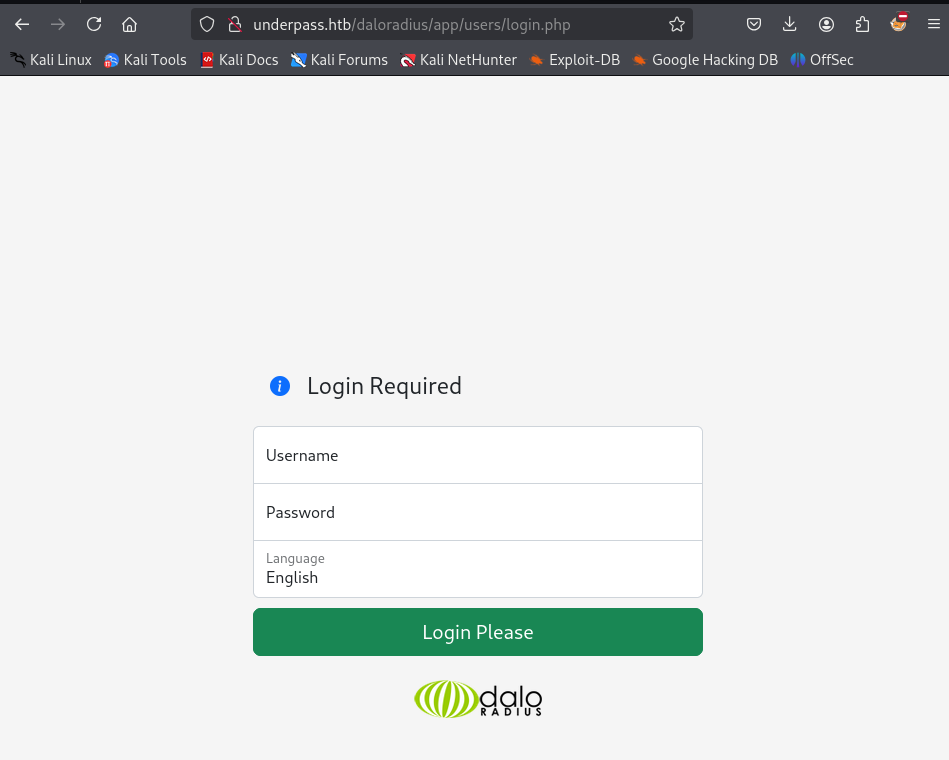 underpass.htb/daloradius/app/users/login.php
Kali Linux Kali Tools Kali Docs Kali Forums Kali NetHunter Exploit-DB Google Hacking DB OffSec
Login Required
Username
Password
Language
English
Login Please
dalo
RADIUS